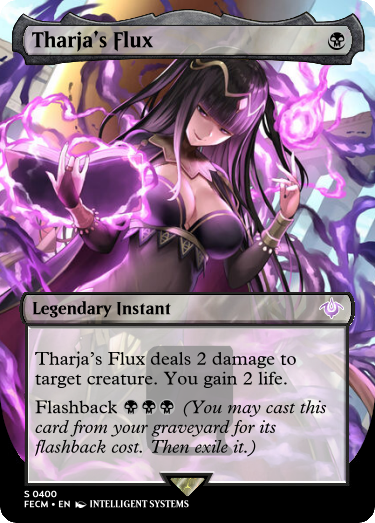 Tharja's Flux
Legendary Instant
Tharja's Flux deals 2 damage to
target creature. You gain 2 life.
Flashback (You may cast this
card from your graveyard for its
flashback cost. Then exile it.)
S 0400
FECM • EN INTELLIGENT SYSTEMS